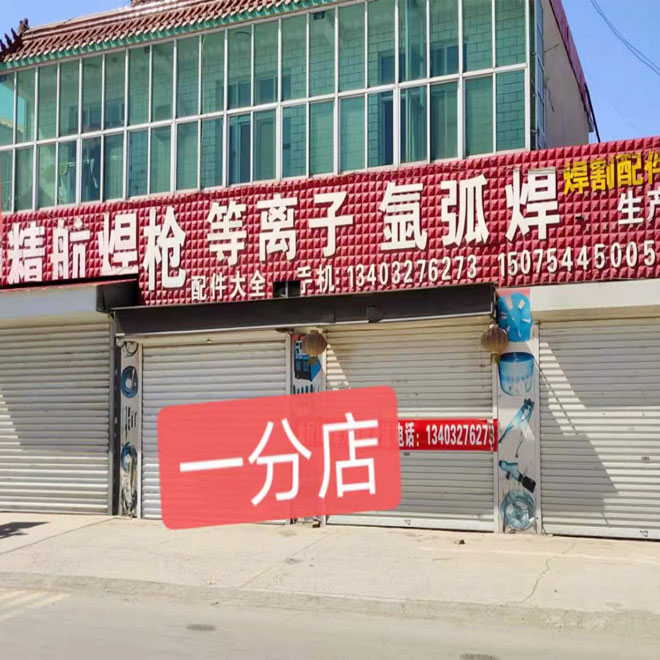 精航焊枪 等离子 氩弧焊 焊割配件
配件大全 手机:13403276273 15075445005 生产
电话：13403276273
一分店